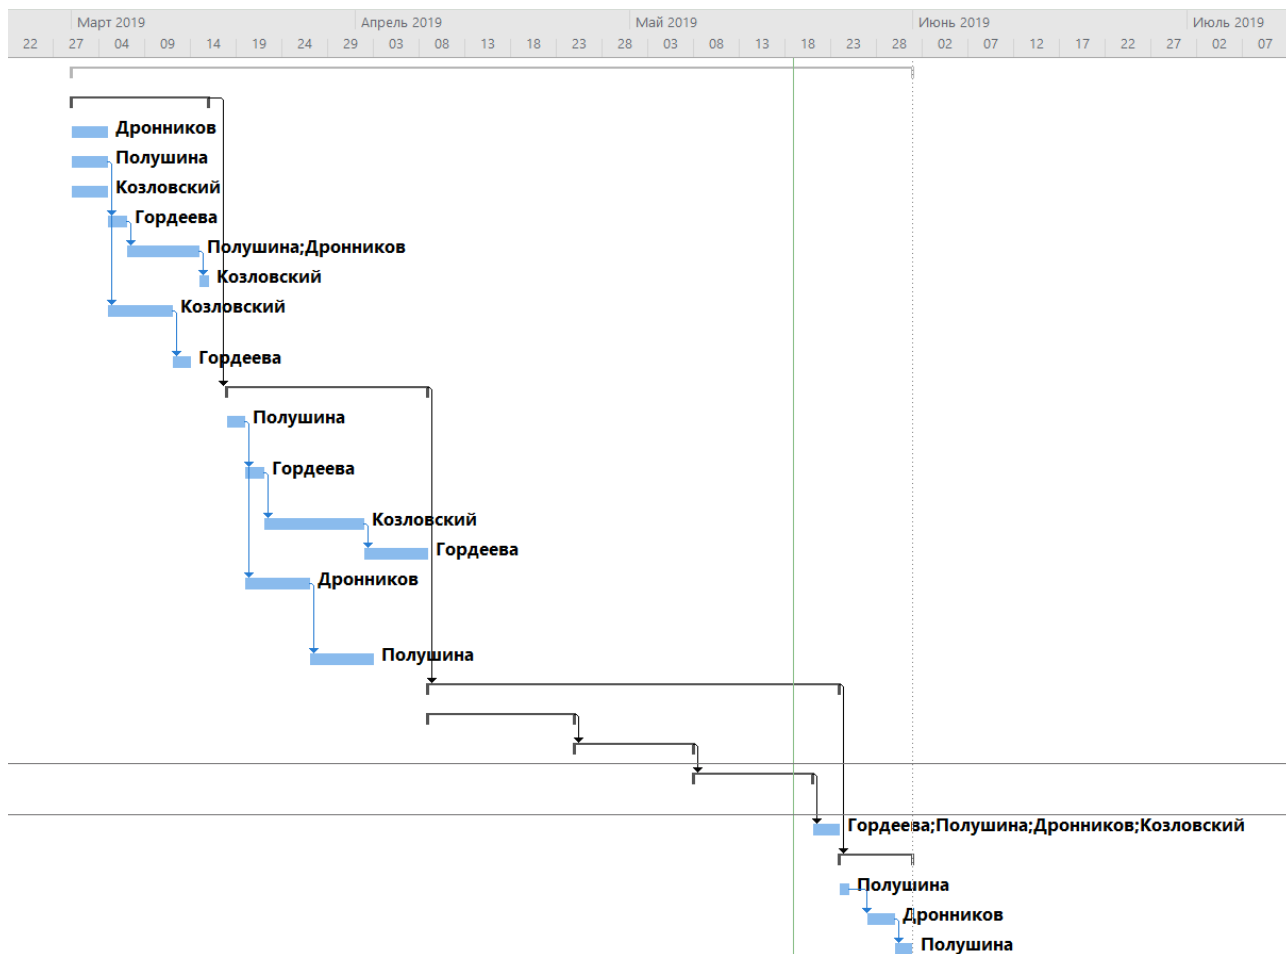 Март 2019 Апрель 2019 Май 2019 Июнь 2019 Июль 2019
22 27 04 09 14 19 24 29 03 08 13 18 23 28 03 08 13 18 23 28 02 07 12 17 22 27 02 07
Дронников
Полушина
Козловский
Гордеева
Полушина;Дронников
Козловский
Козловский
Гордеева
Полушина
Гордеева
Козловский
Гордеева
Дронников
Полушина
Гордеева;Полушина;Дронников;Козловский
Полушина
Дронников
Полушина